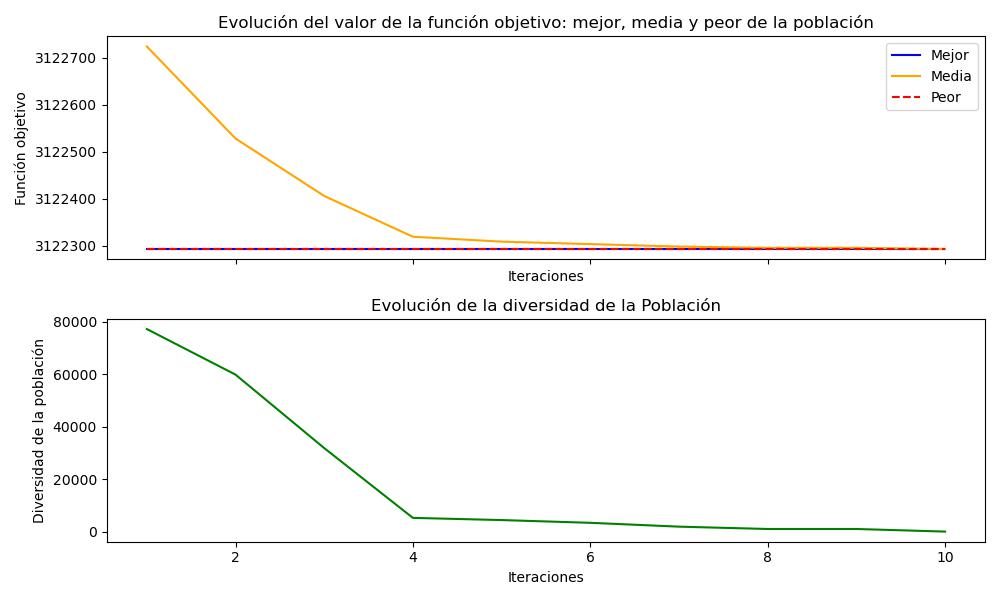 Evolución del valor de la función objetivo: mejor, media y peor de la población
3122700
3122600
3122500
3122400
3122300
Función objetivo
Mejor
Media
Peor
Iteraciones
Evolución de la diversidad de la Población
80000
60000
40000
20000
0
Diversidad de la población
2
4
6
8
10
Iteraciones